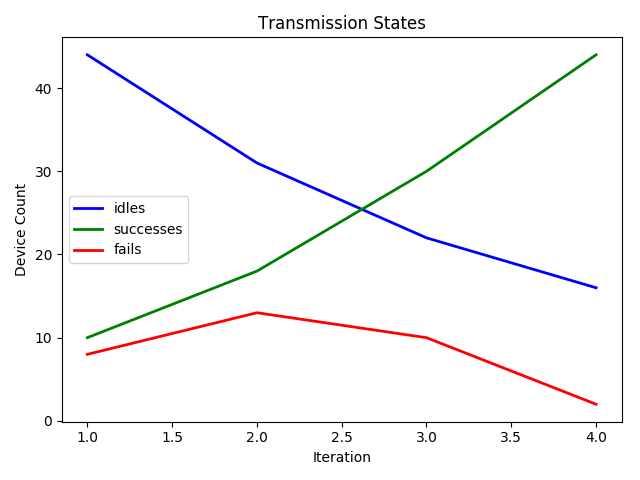 Transmission States
Device Count
40
30
20
10
0
idles
successes
fails
1.0 1.5 2.0 2.5 3.0 3.5 4.0
Iteration